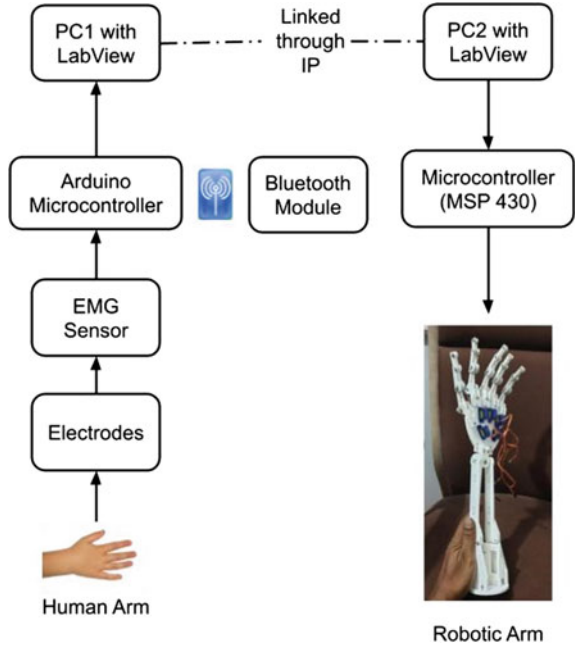 PC1 with
LabView
Linked
through
IP
PC2 with
LabView
Arduino
Microcontroller
Bluetooth
Module
Microcontroller
(MSP 430)
EMG
Sensor
Electrodes
Human Arm
Robotic Arm